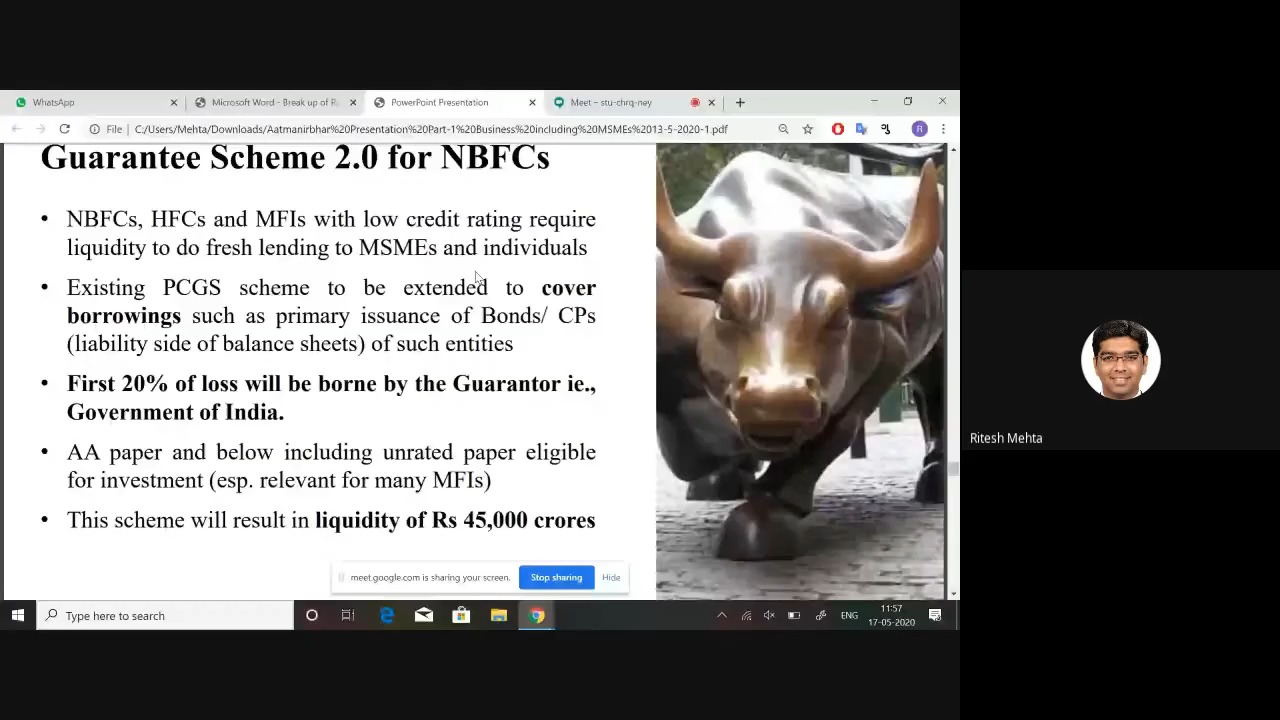 WhatsApp
Microsoft Word - Break up of R
PowerPoint Presentation
Meet – stu-chrq-ney
File
C:/Users/Mehta/Downloads/Aatmanirbhar%20Presentation%20Part-1%20Business%20including%20MSMEs%2013-5-2020-1.pdf
R
Guarantee Scheme 2.0 for NBFCs
• NBFCs, HFCs and MFIs with low credit rating require
liquidity to do fresh lending to MSMEs and individuals
• Existing PCGS scheme to be extended to cover
borrowings such as primary issuance of Bonds/ CPs
(liability side of balance sheets) of such entities
• First 20% of loss will be borne by the Guarantor ie.,
Government of India.
• AA paper and below including unrated paper eligible
for investment (esp. relevant for many MFIs)
• This scheme will result in liquidity of Rs 45,000 crores
meet.google.com is sharing your screen.
Stop sharing
Hide
Type here to search
ENG
11:57
17-05-2020
Ritesh Mehta